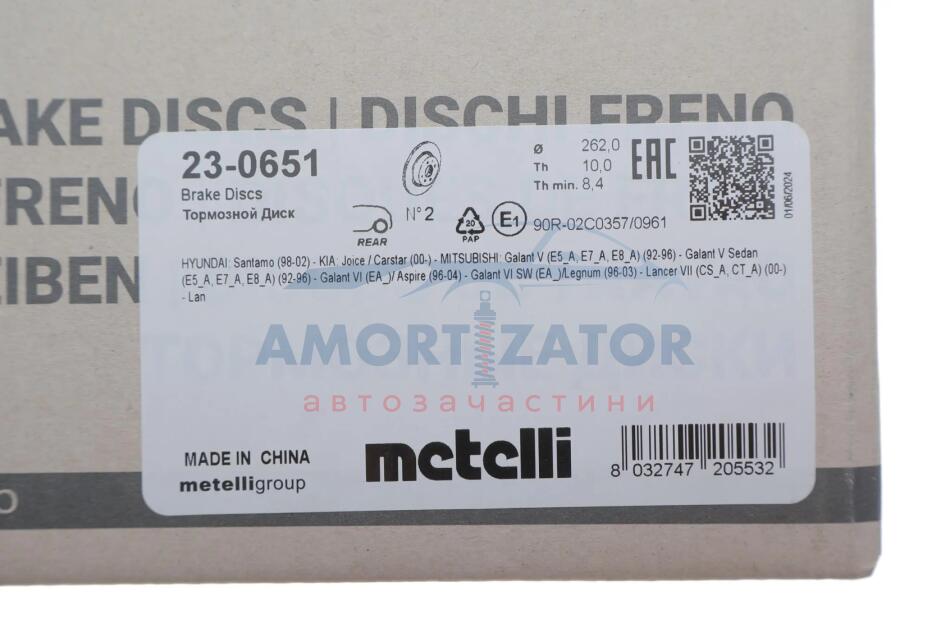 AKE DISCS | DISCHI FRENO
FREN
EIBEN
23-0651
Brake Discs
Тормозной Диск
REAR
N° 2
20
PAP
E1
90R-02C0357/0961
ø 262,0
Th 10,0
Th min. 8,4
EAC
01/06/2024
HYUNDAI: Santamo (98-02) - KIA: Joice / Carstar (00-) - MITSUBISHI: Galant V (E5_A, E7_A, E8_A) (92-96) - Galant V Sedan
(E5_A, E7_A, E8_A) (92-96) - Galant VI (EA_)/ Aspire (96-04) - Galant VI SW (EA_)/Legnum (96-03) - Lancer VII (CS_A, CT_A) (00-)
- Lan
AMORTIZATOR
автозачастини
MADE IN CHINA
metelligroup
metelli
8 032747 205532